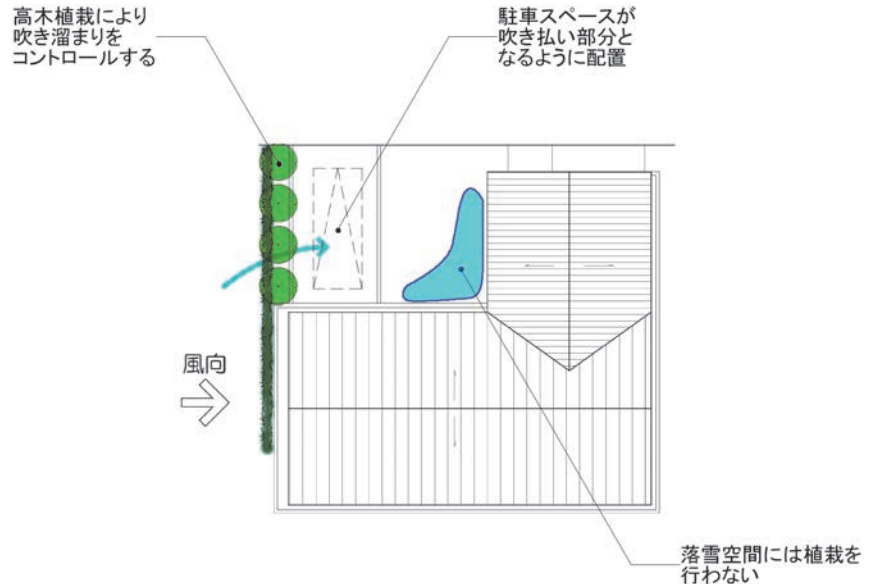 高木植栽により
吹き溜まりを
コントロールする
駐車スペースが
吹き払い部分と
なるように配置
風向
落雪空間には植栽を
行わない